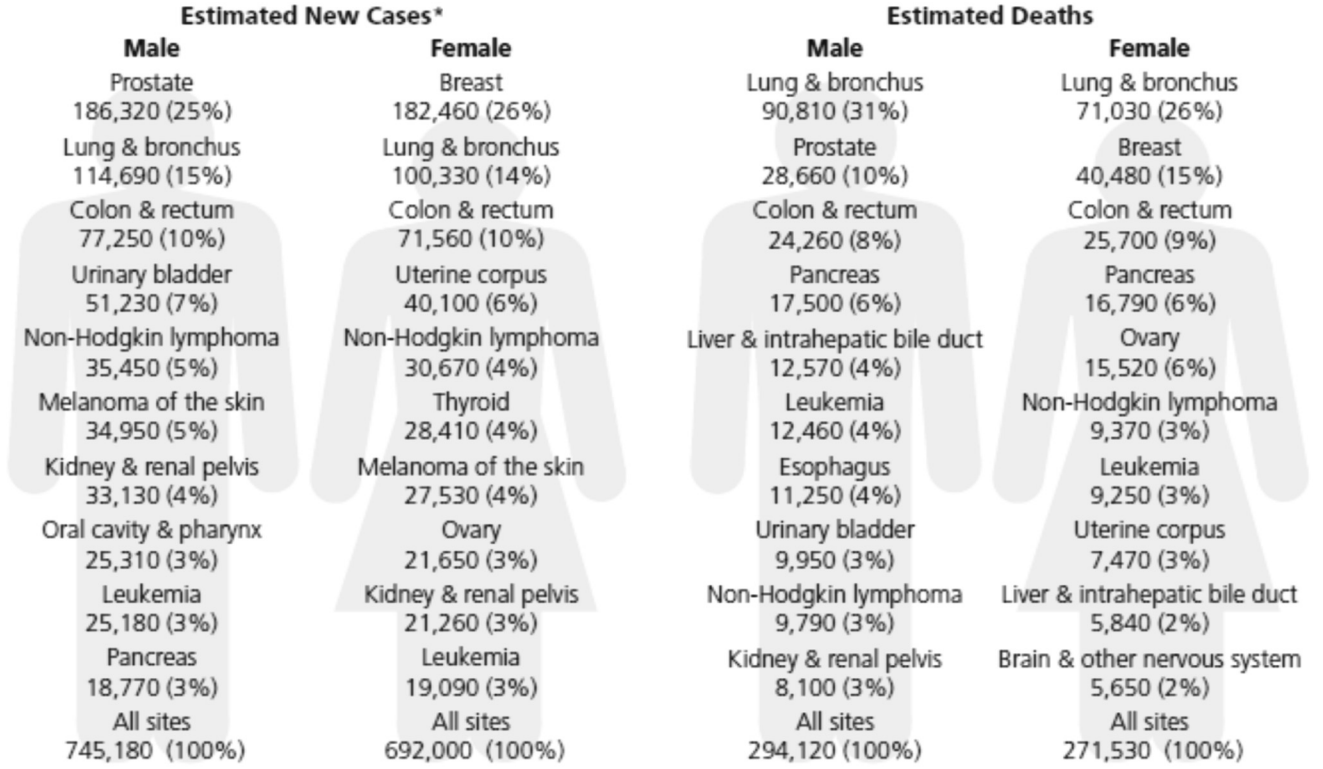 Estimated New Cases*
Male
Prostate
186,320 (25%)
Lung & bronchus
114,690 (15%)
Colon & rectum
77,250 (10%)
Urinary bladder
51,230 (7%)
Non-Hodgkin lymphoma
35,450 (5%)
Melanoma of the skin
34,950 (5%)
Kidney & renal pelvis
33,130 (4%)
Oral cavity & pharynx
25,310 (3%)
Leukemia
25,180 (3%)
Pancreas
18,770 (3%)
All sites
745,180 (100%)
Female
Breast
182,460 (26%)
Lung & bronchus
100,330 (14%)
Colon & rectum
71,560 (10%)
Uterine corpus
40,100 (6%)
Non-Hodgkin lymphoma
30,670 (4%)
Thyroid
28,410 (4%)
Melanoma of the skin
27,530 (4%)
Ovary
21,650 (3%)
Kidney & renal pelvis
21,260 (3%)
Leukemia
19,090 (3%)
All sites
692,000 (100%)
Estimated Deaths
Male
Lung & bronchus
90,810 (31%)
Prostate
28,660 (10%)
Colon & rectum
24,260 (8%)
Pancreas
17,500 (6%)
Liver & intrahepatic bile duct
12,570 (4%)
Leukemia
12,460 (4%)
Esophagus
11,250 (4%)
Urinary bladder
9,950 (3%)
Non-Hodgkin lymphoma
9,790 (3%)
Kidney & renal pelvis
8,100 (3%)
All sites
294,120 (100%)
Female
Lung & bronchus
71,030 (26%)
Breast
40,480 (15%)
Colon & rectum
25,700 (9%)
Pancreas
16,790 (6%)
Ovary
15,520 (6%)
Non-Hodgkin lymphoma
9,370 (3%)
Leukemia
9,250 (3%)
Uterine corpus
7,470 (3%)
Liver & intrahepatic bile duct
5,840 (2%)
Brain & other nervous system
5,650 (2%)
All sites
271,530 (100%)